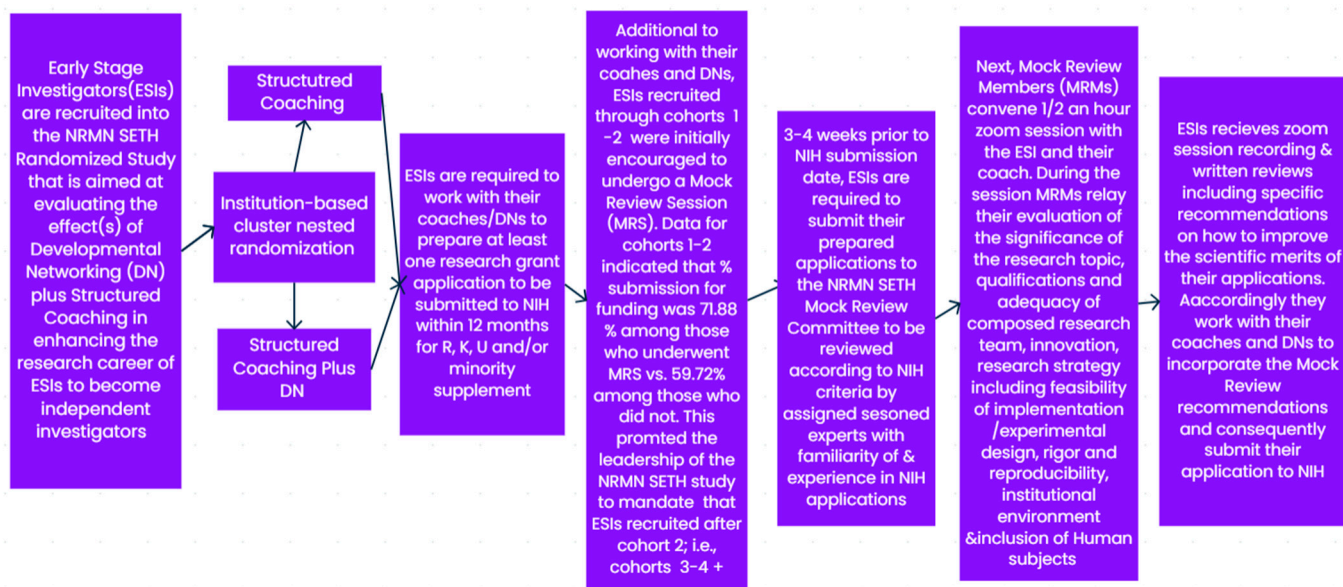 Early Stage
Investigators(ESIs)
are recruited into
the NRMN SETH
Randomized Study
that is aimed at
evaluating the
effect(s) of
Developmental
Networking (DN)
plus Structured
Coaching in
enhancing the
research career of
ESIs to become
independent
investigators
Structutred
Coaching
Institution-based
cluster nested
randomization
Structured
Coaching Plus
DN
ESIs are required to
work with their
coaches/DNs to
prepare at least
one research grant
application to be
submitted to NIH
within 12 months
for R, K, U and/or
minority
supplement
Additional to
working with their
coahes and DNs,
ESIs recruited
through cohorts 1
-2 were initially
encouraged to
undergo a Mock
Review Session
(MRS). Data for
cohorts 1-2
indicated that %
submission for
funding was 71.88
% among those
who underwent
MRS vs. 59.72%
among those who
did not. This
promted the
leadership of the
NRMN SETH study
to mandate that
ESIs recruited after
cohort 2; i.e.,
cohorts 3-4 +
3-4 weeks prior to
NIH submission
date, ESIs are
required to
submit their
prepared
applications to
the NRMN SETH
Mock Review
Committee to be
reviewed
according to NIH
criteria by
assigned sesoned
experts with
familiarity of &
experience in NIH
applications
Next, Mock Review
Members (MRMs)
convene 1/2 an hour
zoom session with
the ESI and their
coach. During the
session MRMs relay
their evaluation of
the significance of
the research topic,
qualifications and
adequacy of
composed research
team, innovation,
research strategy
including feasibility
of implementation
/experimental
design, rigor and
reproducibility,
institutional
environment
&inclusion of Human
subjects
ESIs recieves zoom
session recording &
written reviews
including specific
recommendations
on how to improve
the scientific merits
of their applications.
Aaccordingly they
work with their
coaches and DNs to
incorporate the Mock
Review
recommendations
and consequently
submit their
application to NIH